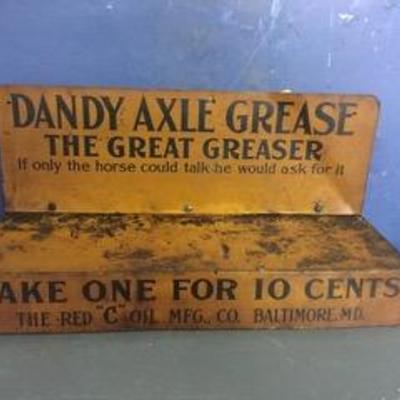 DANDY AXLE GREASE
THE GREAT GREASER
If only the horse could talk-he would ask for it
AKE ONE FOR 10 CENTS
THE RED "C" OIL MFG., CO. BALTIMORE, MD.